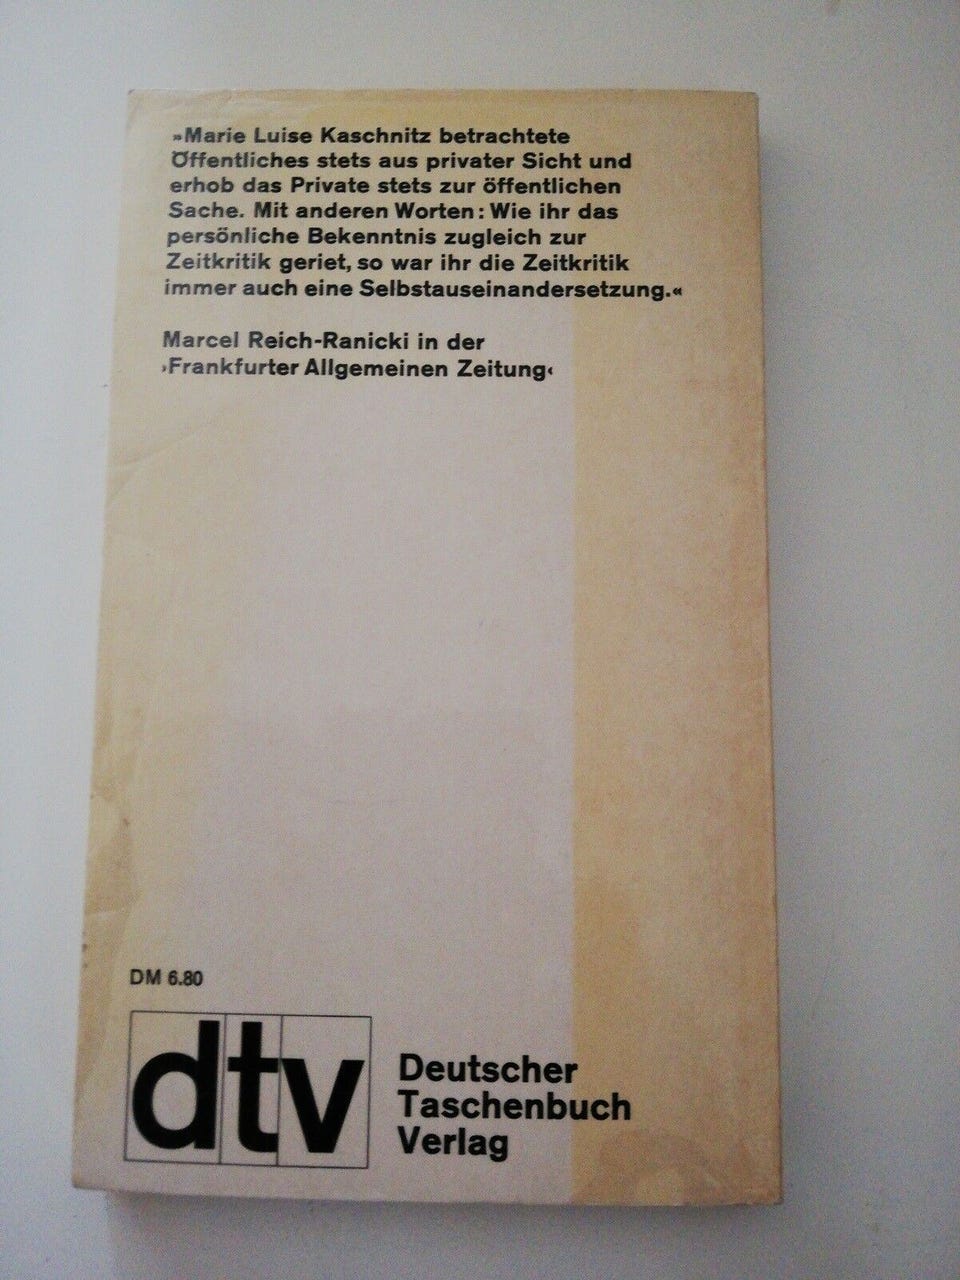 »Marie Luise Kaschnitz betrachtete
Öffentliches stets aus privater Sicht und
erhob das Private stets zur öffentlichen
Sache. Mit anderen Worten: Wie ihr das
persönliche Bekenntnis zugleich zur
Zeitkritik geriet, so war ihr die Zeitkritik
immer auch eine Selbstauseinandersetzung.«
Marcel Reich-Ranicki in der
›Frankfurter Allgemeinen Zeitung‹
DM 6.80
dtv
Deutscher
Taschenbuch
Verlag